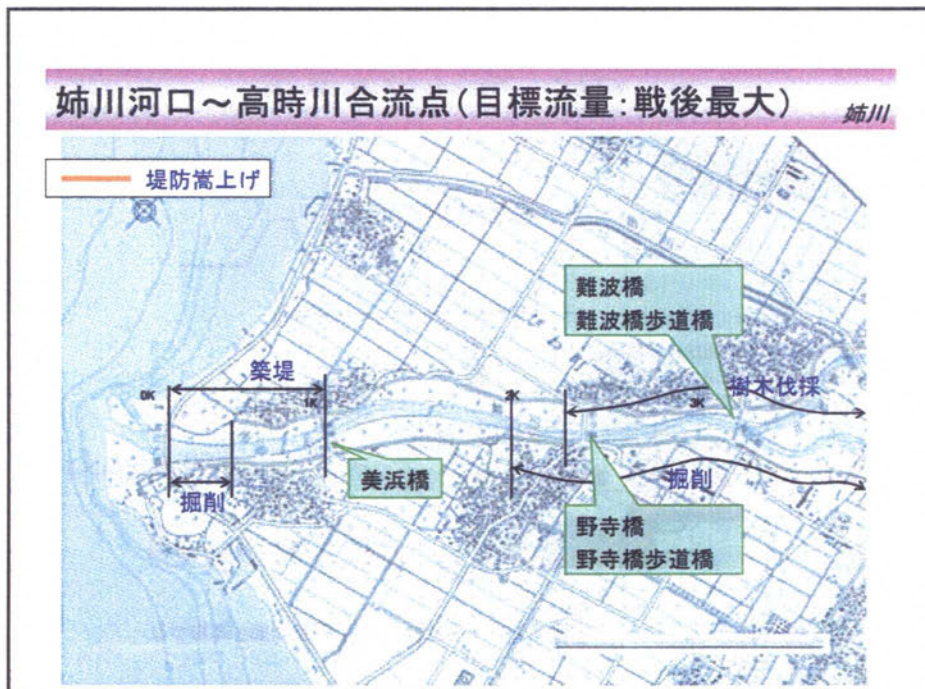 姉川河口～高時川合流点(目標流量:戦後最大)
姉川
堤防嵩上げ
難波橋
難波橋歩道橋
築堤
樹木伐採
0K
1K
2K
3K
美浜橋
掘削
掘削
野寺橋
野寺橋歩道橋